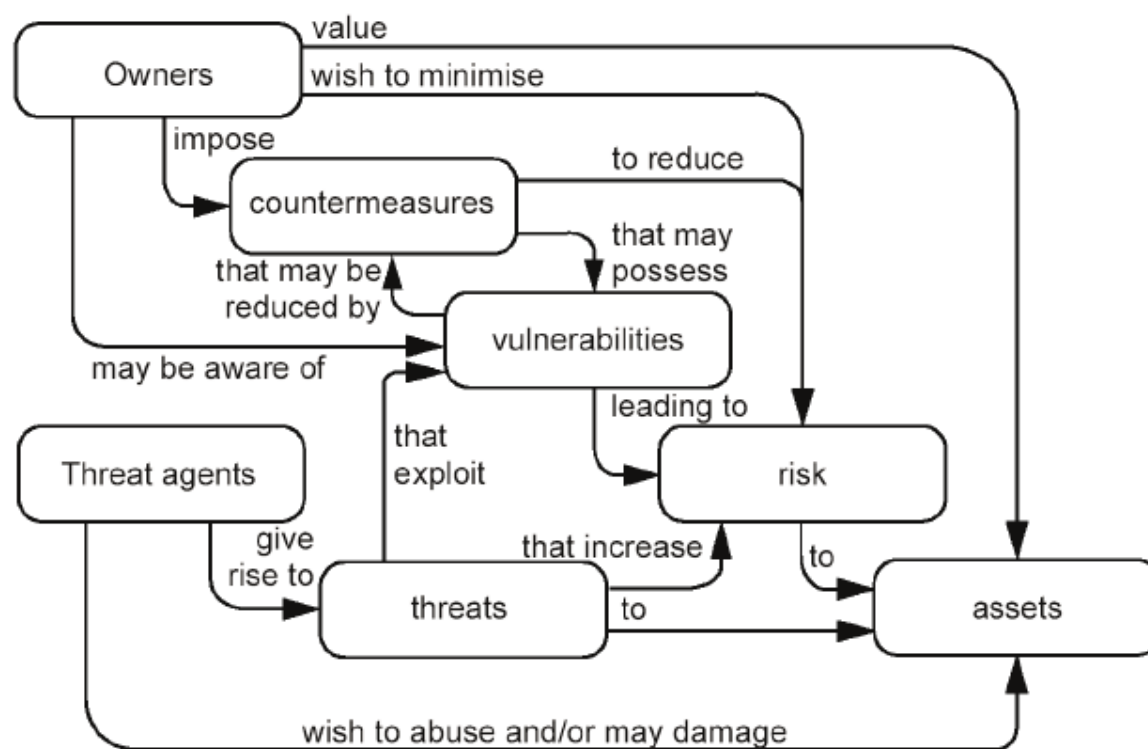 value
Owners
wish to minimise
impose
to reduce
countermeasures
that may
possess
that may be
reduced by
vulnerabilities
may be aware of
leading to
that
exploit
Threat agents
risk
give
rise to
that increase
to
threats
to
assets
wish to abuse and/or may damage